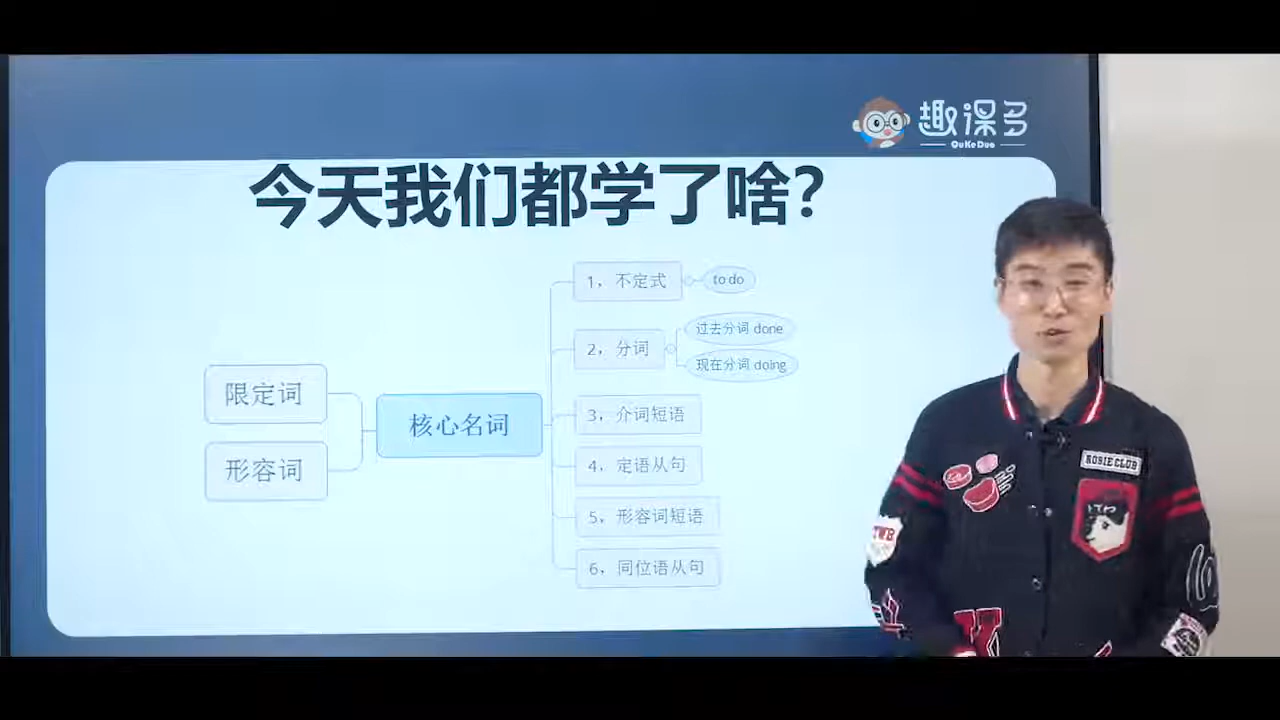 趣课多
QuKeDuo
今天我们都学了啥?
1，不定式
to do
2，分词
过去分词 done
现在分词 doing
限定词
核心名词
形容词
3，介词短语
4，定语从句
5，形容词短语
6，同位语从句
ROSIE CLUB
TWB
K